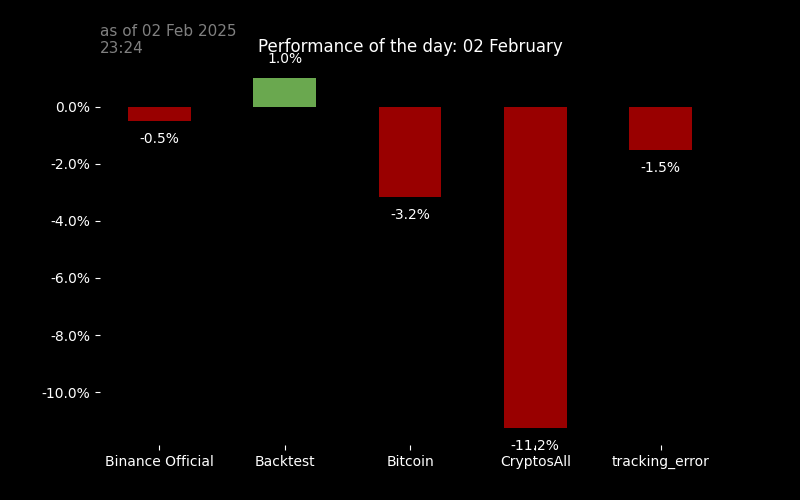 as of 02 Feb 2025
23:24
Performance of the day: 02 February
1.0%
0.0%
-0.5%
-2.0%
-1.5%
-3.2%
-4.0%
-6.0%
-8.0%
-10.0%
-11.2%
Binance Official
Backtest
Bitcoin
CryptosAll
tracking_error